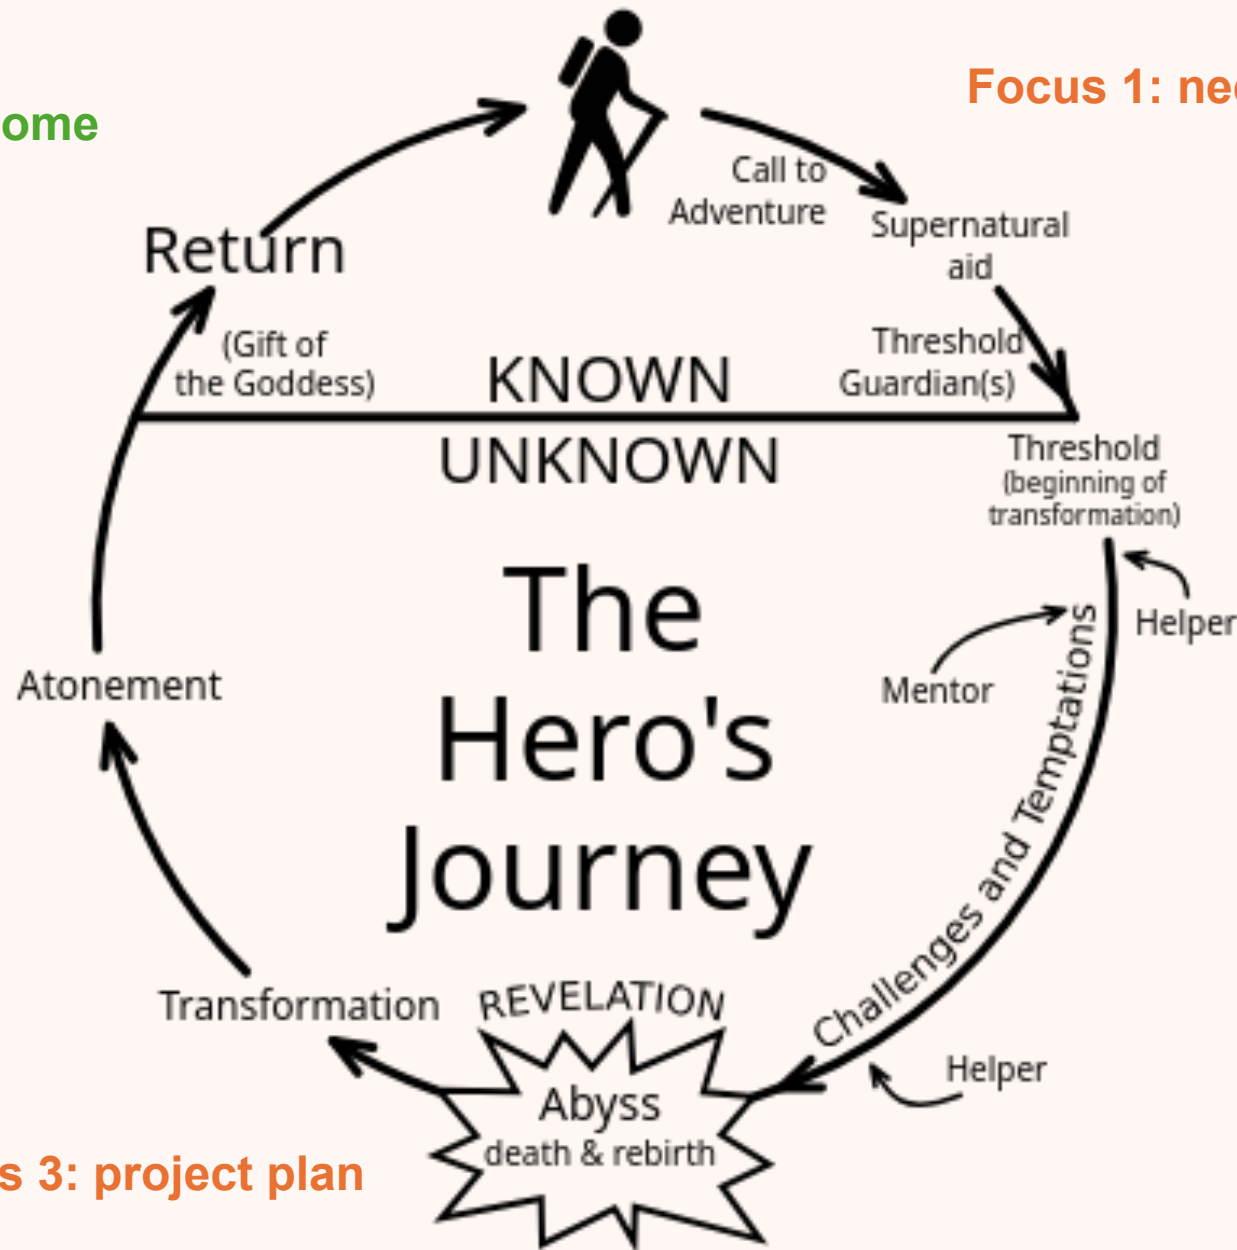 Focus 1: nee
ome
Call to
Adventure
Supernatural
aid
Return
(Gift of
the Goddess)
KNOWN
Threshold
Guardian(s)
UNKNOWN
Threshold
(beginning of
transformation)
Helper
Mentor
Challenges and Temptations
The
Hero's
Journey
Atonement
Transformation
REVELATION
Abyss
death & rebirth
Helper
s 3: project plan